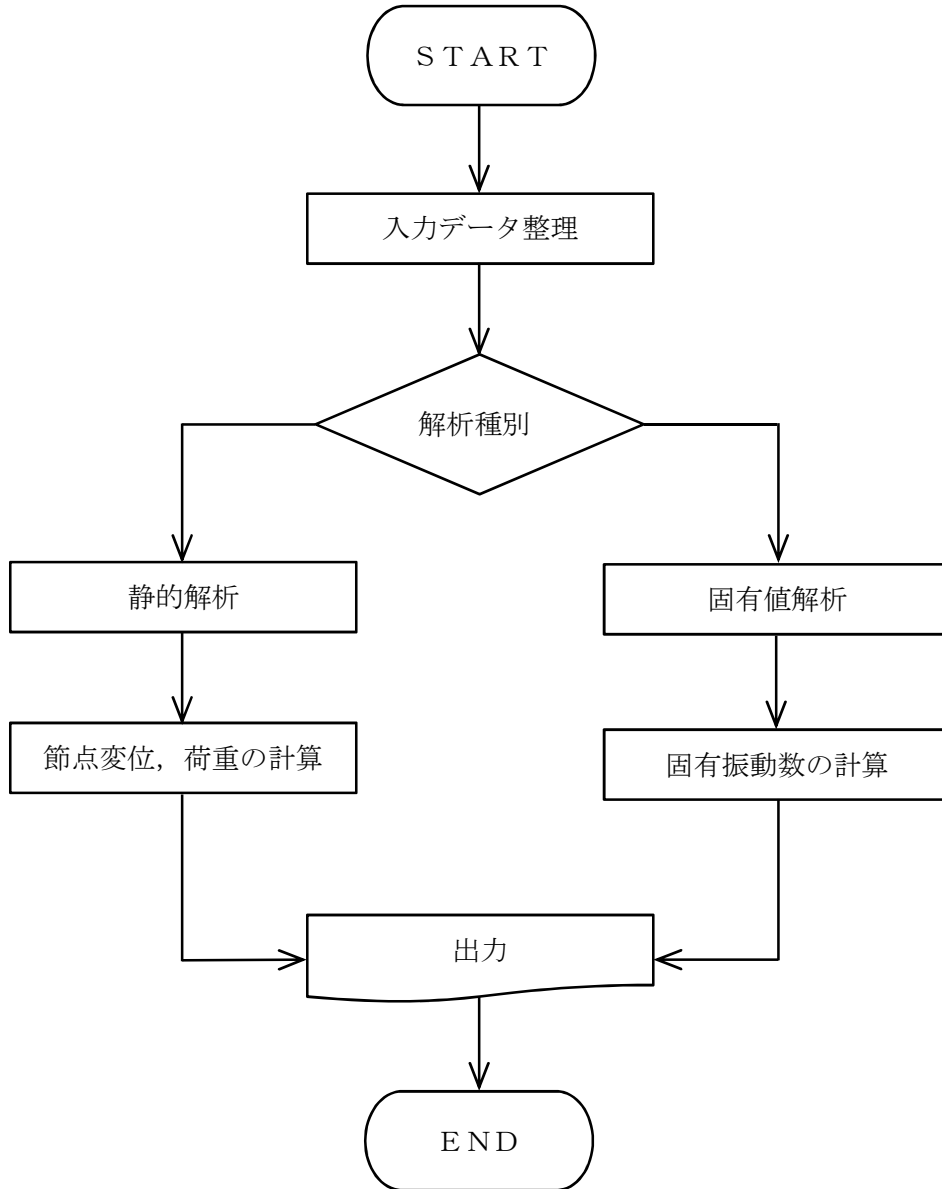 ＳＴＡＲＴ
入力データ整理
解析種別
静的解析
固有値解析
節点変位，荷重の計算
固有振動数の計算
出力
ＥＮＤ